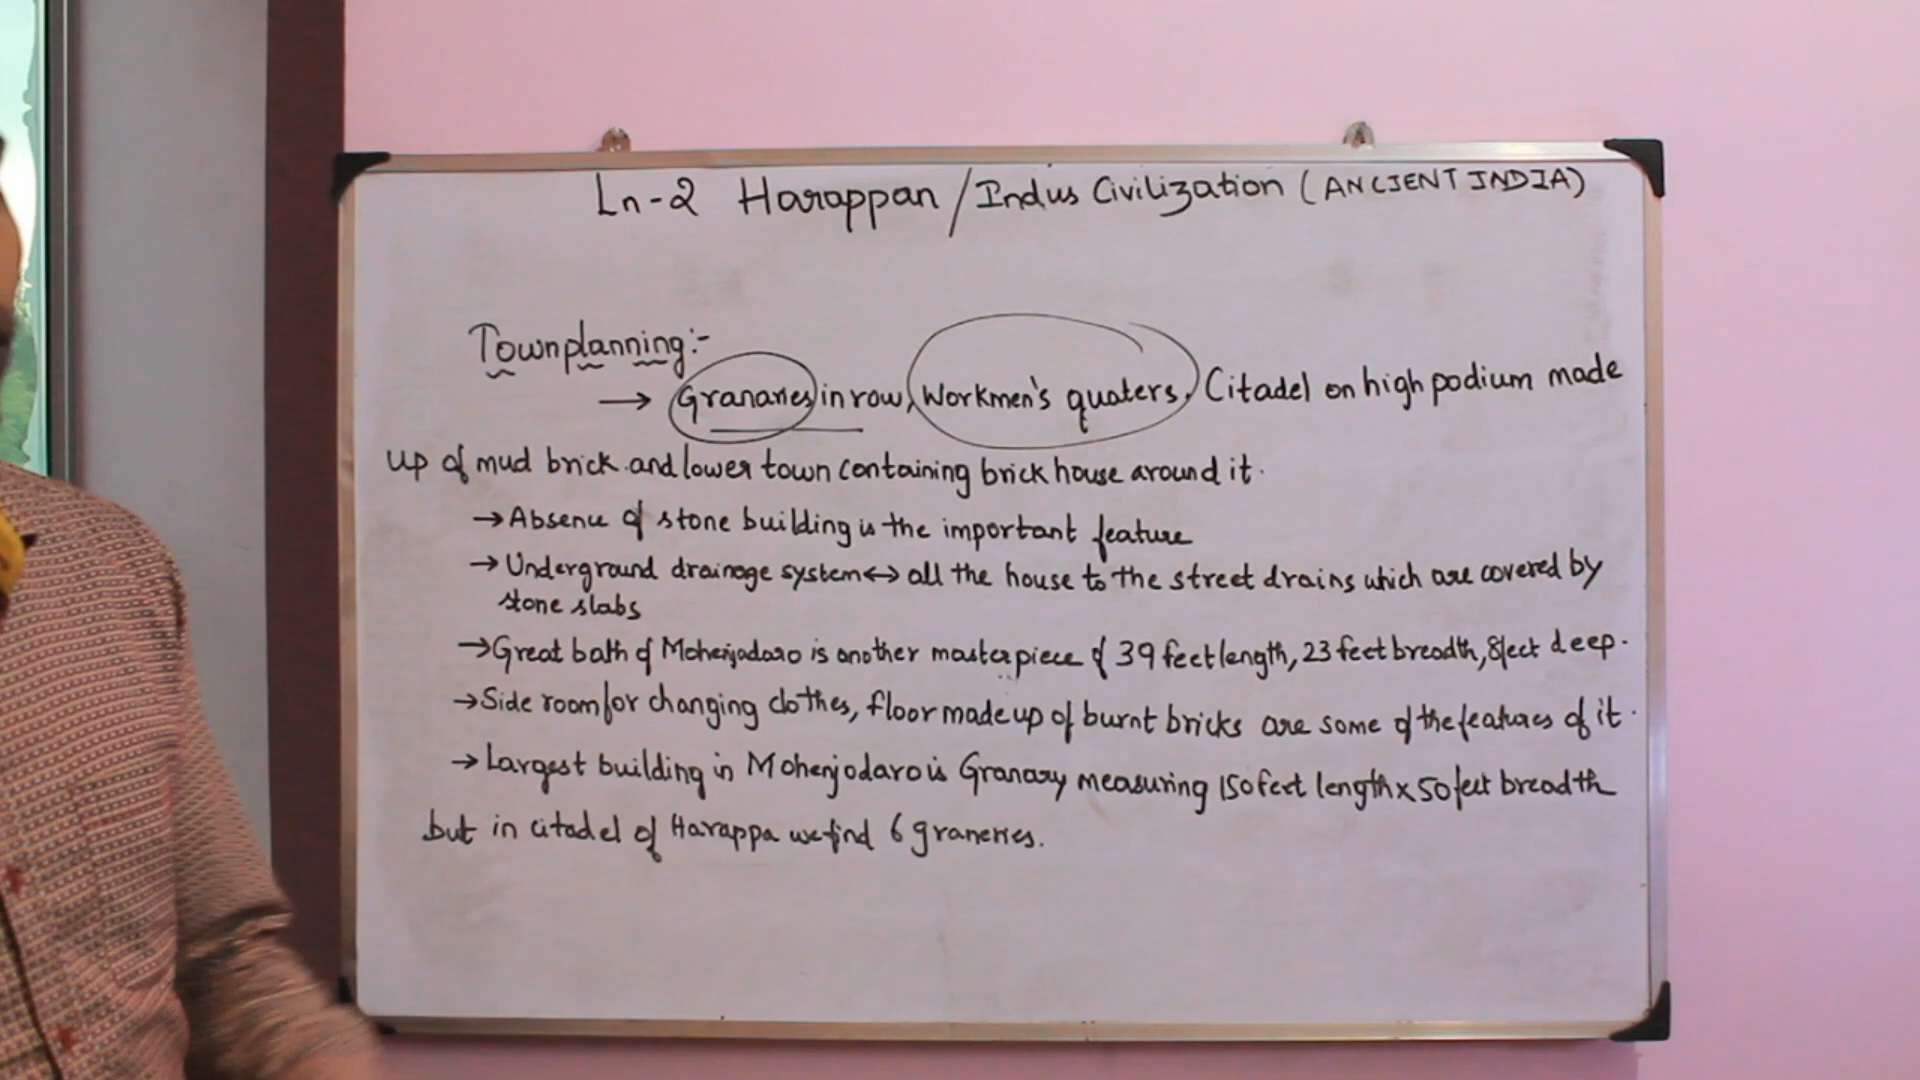 Ln-2 Harappan / Indus Civilization (ANCIENT INDIA)
Townplanning:-
→ Granaries in row, Workmen's quaters, Citadel on high podium made
up of mud brick and lower town containing brick house around it.
→ Absence of stone building is the important feature
→ Underground drainage system ↔ all the house to the street drains which are covered by
stone slabs
→ Great bath of Mohenjadaro is another masterpiece of 39 feet length, 23 feet breadth, 8 feet deep.
→ Side room for changing clothes, floor made up of burnt bricks are some of the features of it.
→ Largest building in Mohenjodaro is Granary measuring 150 feet length x 50 feet breadth
but in citadel of Harappa we find 6 graneries.